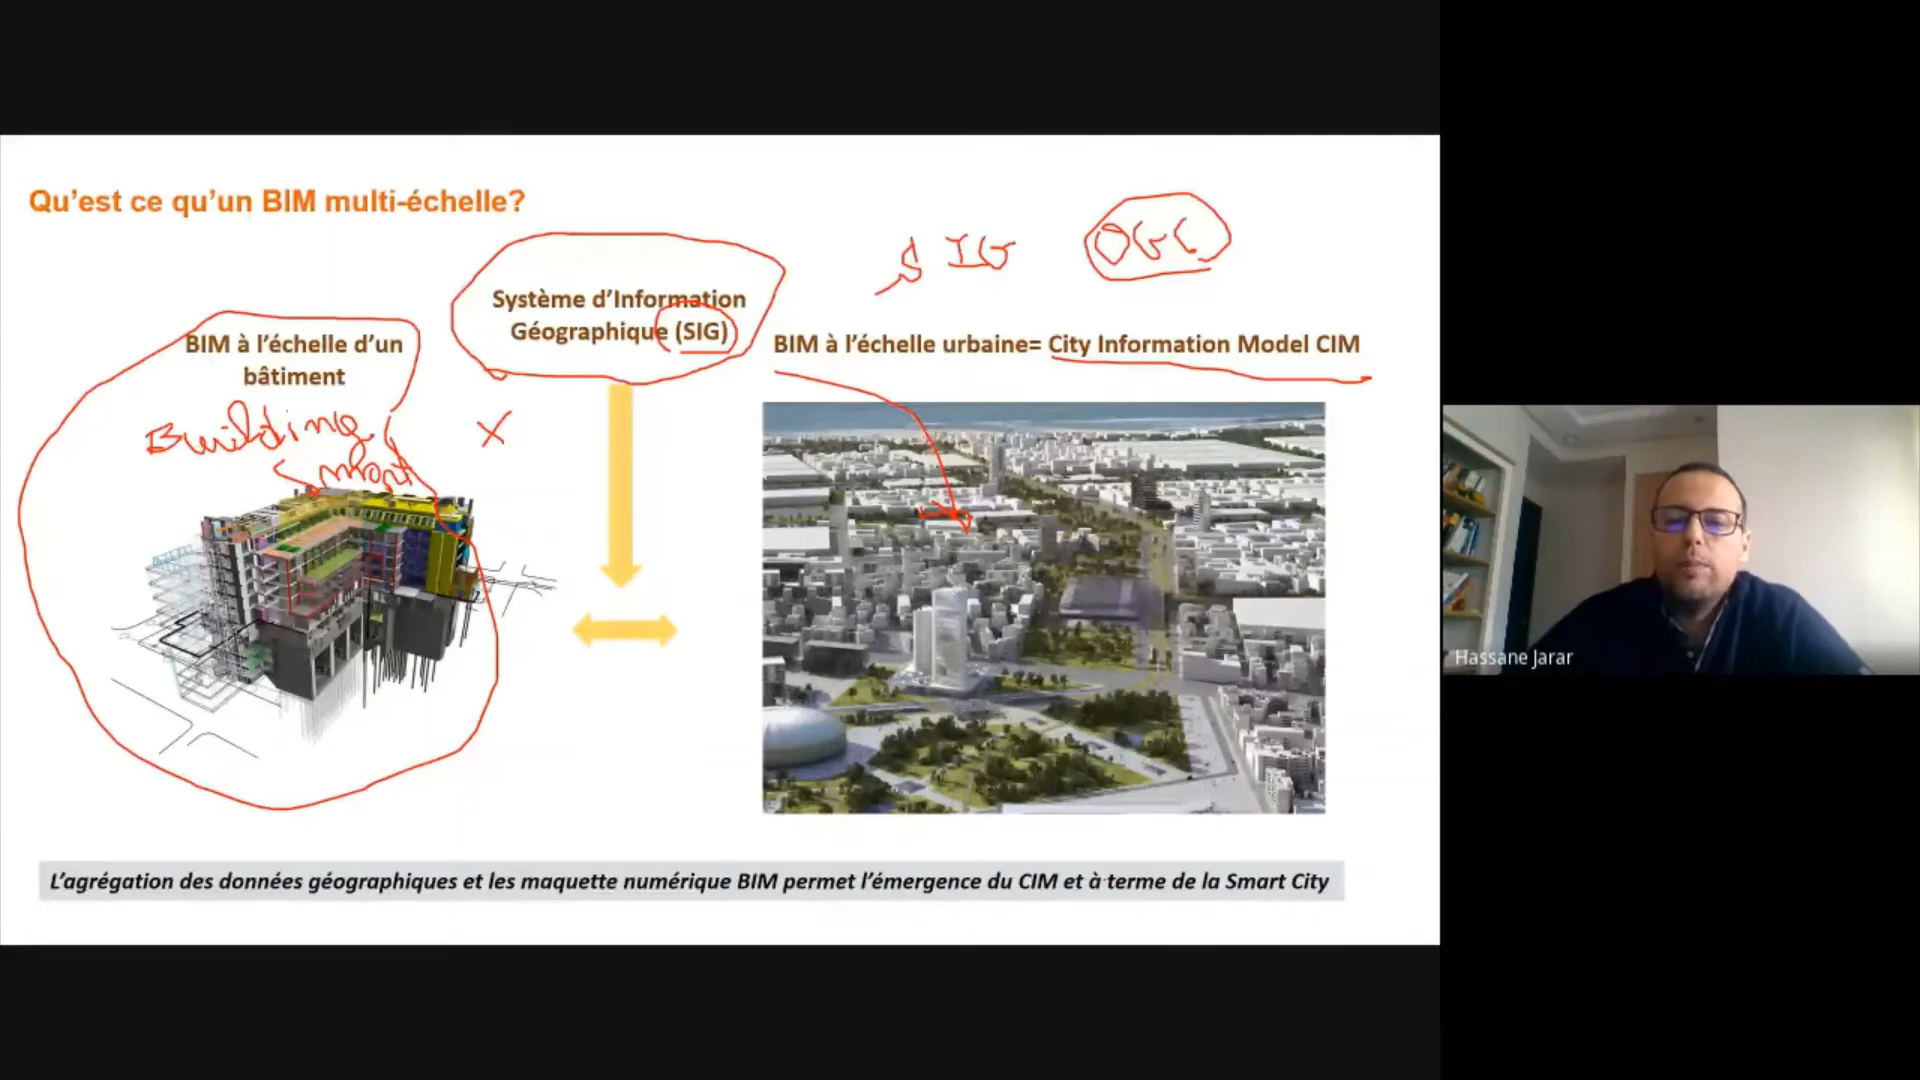 Qu'est ce qu'un BIM multi-échelle?
SIG
OGC
Système d'Information
Géographique (SIG)
BIM à l'échelle d'un
bâtiment
BIM à l'échelle urbaine= City Information Model CIM
Building
Smart
X
Hassane Jarar
L'agrégation des données géographiques et les maquette numérique BIM permet l'émergence du CIM et à terme de la Smart City